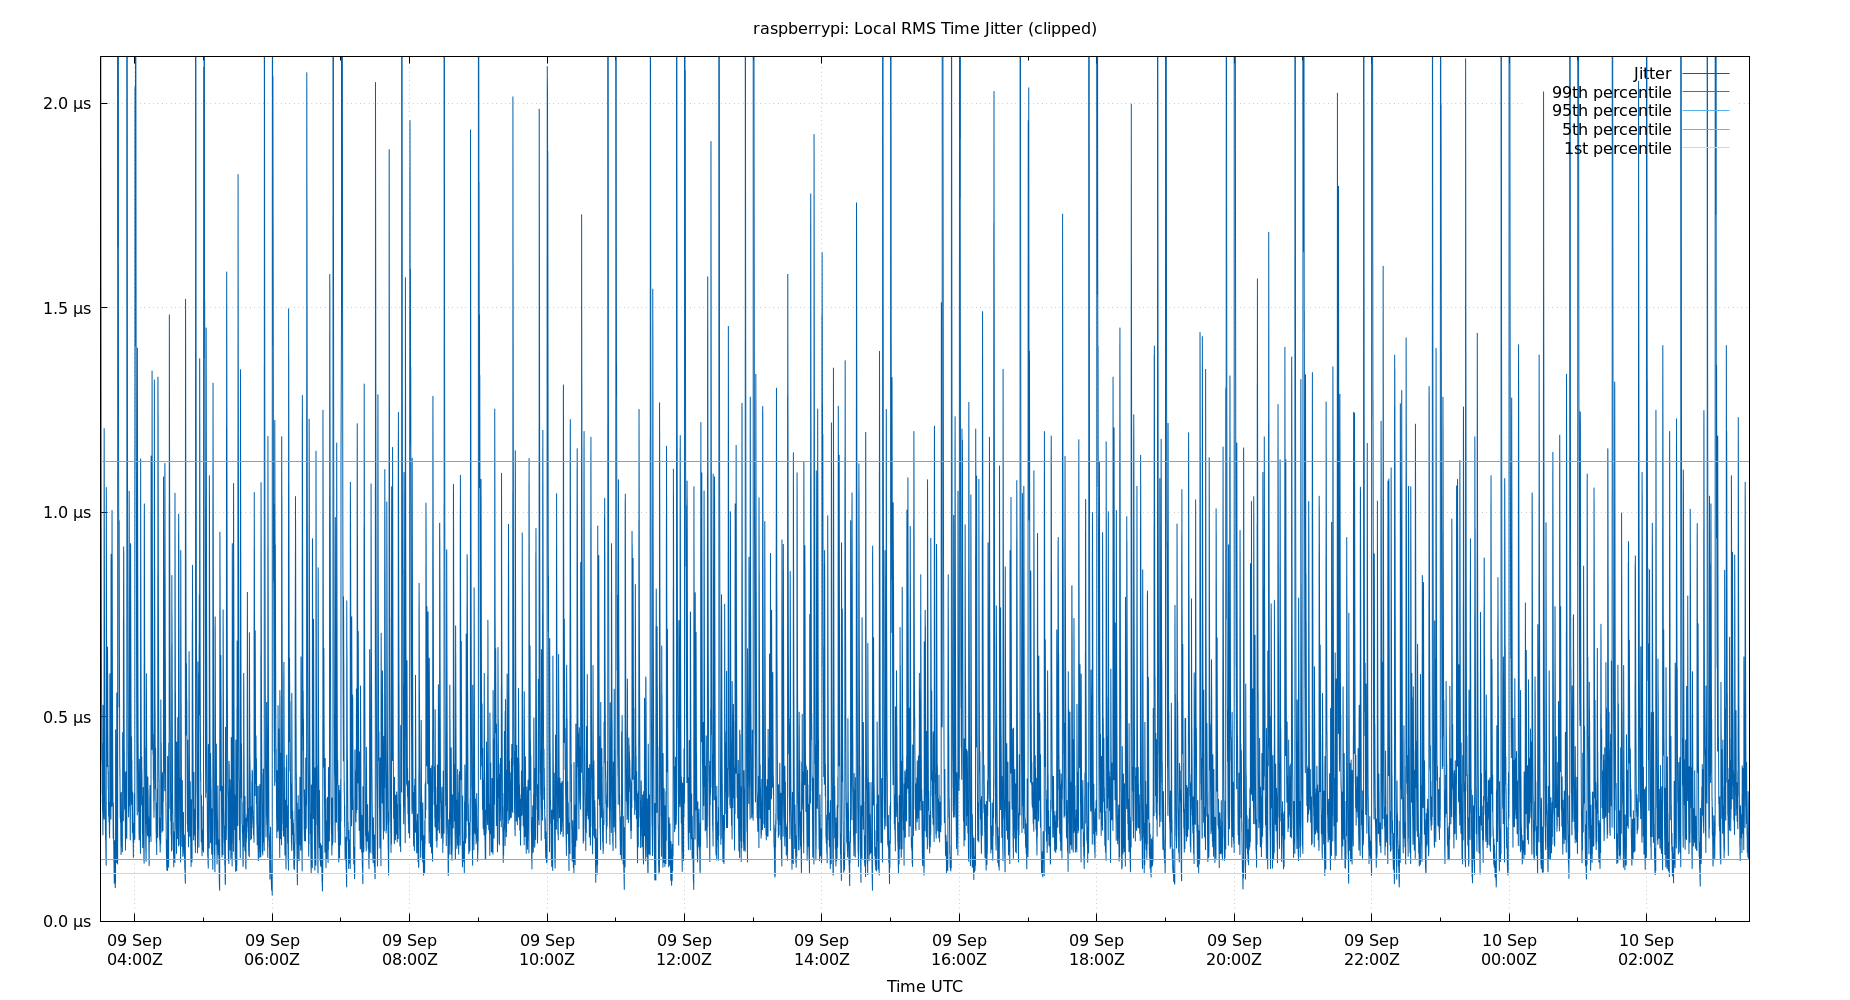 raspberrypi: Local RMS Time Jitter (clipped)
Jitter
99th percentile
95th percentile
5th percentile
1st percentile
2.0 µs
1.5 µs
1.0 µs
0.5 µs
0.0 µs
09 Sep 09 Sep 09 Sep 09 Sep 09 Sep 09 Sep 09 Sep 09 Sep 09 Sep 09 Sep 10 Sep 10 Sep
04:00Z 06:00Z 08:00Z 10:00Z 12:00Z 14:00Z 16:00Z 18:00Z 20:00Z 22:00Z 00:00Z 02:00Z
Time UTC